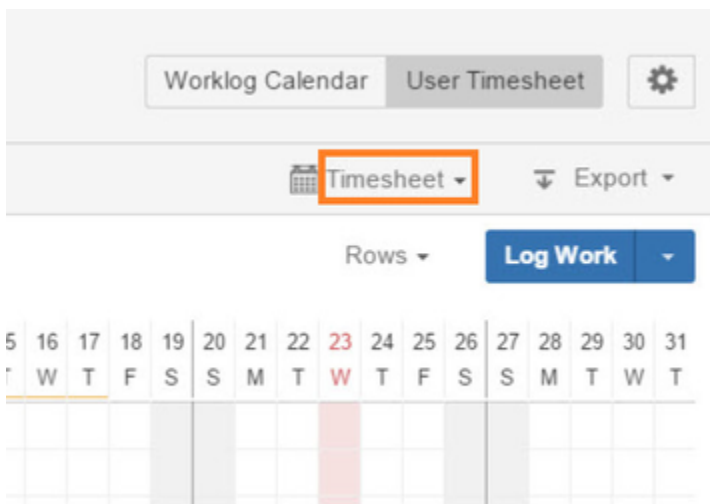 Worklog Calendar User Timesheet
Timesheet Export
Rows Log Work
5 16 17 18 19 20 21 22 23 24 25 26 27 28 29 30 31
W T F S S M T W T F S S M T W T